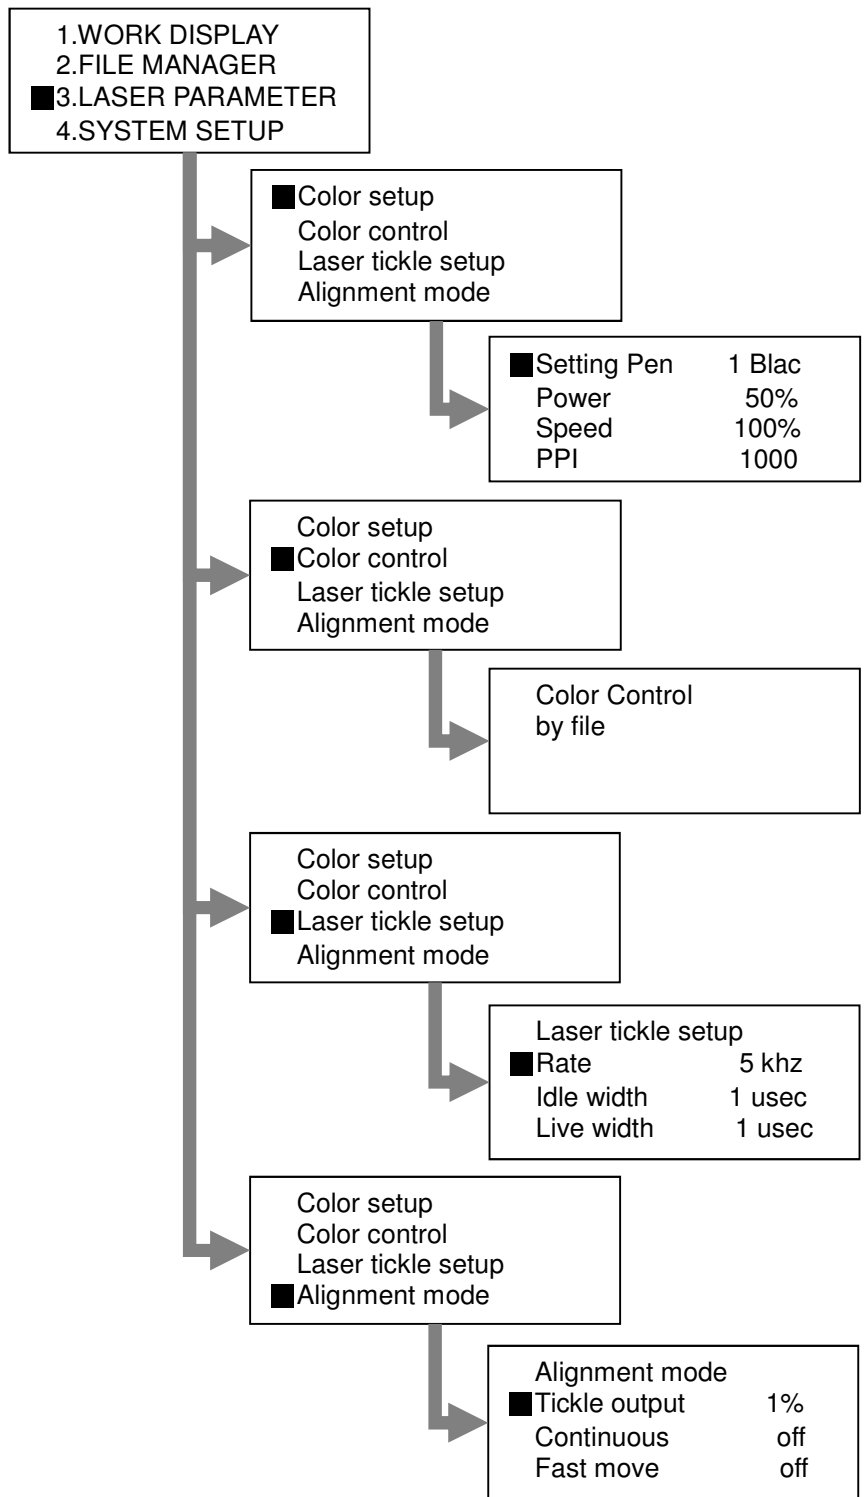 1.WORK DISPLAY
2.FILE MANAGER
3.LASER PARAMETER
4.SYSTEM SETUP
Color setup
Color control
Laser tickle setup
Alignment mode
Setting Pen 1 Blac
Power 50%
Speed 100%
PPI 1000
Color setup
Color control
Laser tickle setup
Alignment mode
Color Control
by file
Color setup
Color control
Laser tickle setup
Alignment mode
Laser tickle setup
Rate 5 khz
Idle width 1 usec
Live width 1 usec
Color setup
Color control
Laser tickle setup
Alignment mode
Alignment mode
Tickle output 1%
Continuous off
Fast move off